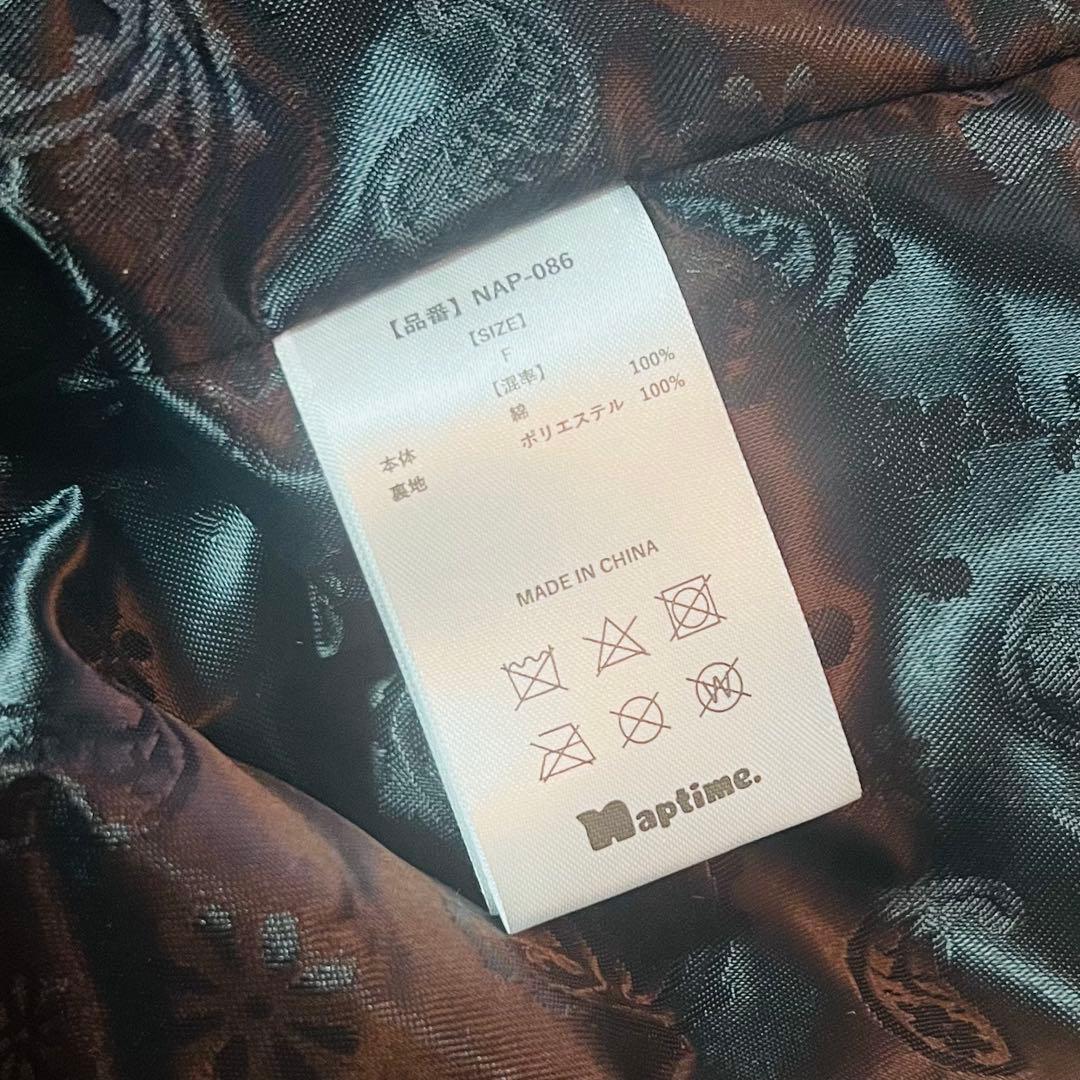 【品番】NAP-086
【SIZE】
F
【混率】
本体 綿 100%
裏地 ポリエステル 100%
MADE IN CHINA
W
Naptime.